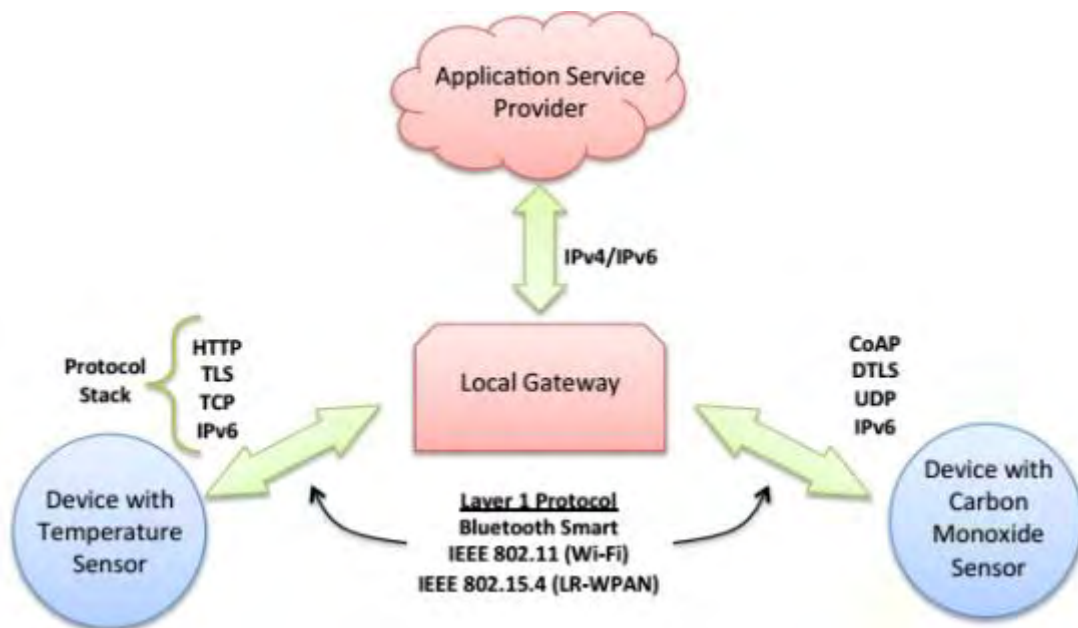 Application Service
Provider
IPv4/IPv6
Local Gateway
Protocol
Stack
HTTP
TLS
TCP
IPv6
CoAP
DTLS
UDP
IPv6
Device with
Temperature
Sensor
Layer 1 Protocol
Bluetooth Smart
IEEE 802.11 (Wi-Fi)
IEEE 802.15.4 (LR-WPAN)
Device with
Carbon
Monoxide
Sensor